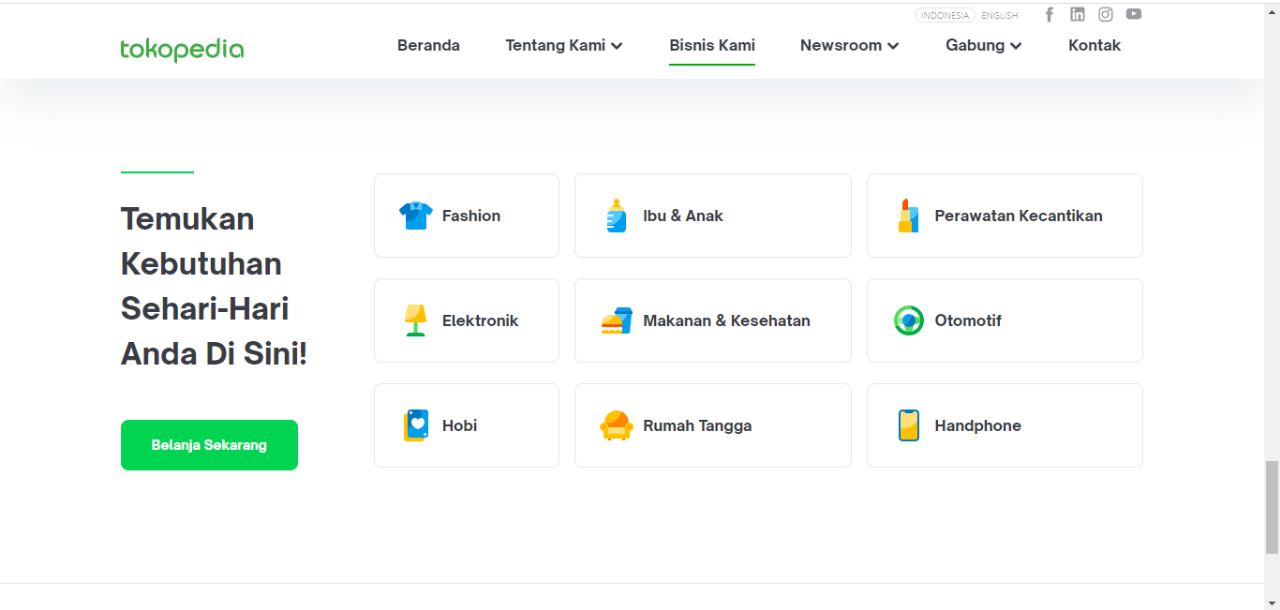 INDONESIA ENGLISH
tokopedia
Beranda Tentang Kami Bisnis Kami Newsroom Gabung Kontak
Temukan
Kebutuhan
Sehari-Hari
Anda Di Sini!
Belanja Sekarang
Fashion Ibu & Anak Perawatan Kecantikan
Elektronik Makanan & Kesehatan Otomotif
Hobi Rumah Tangga Handphone